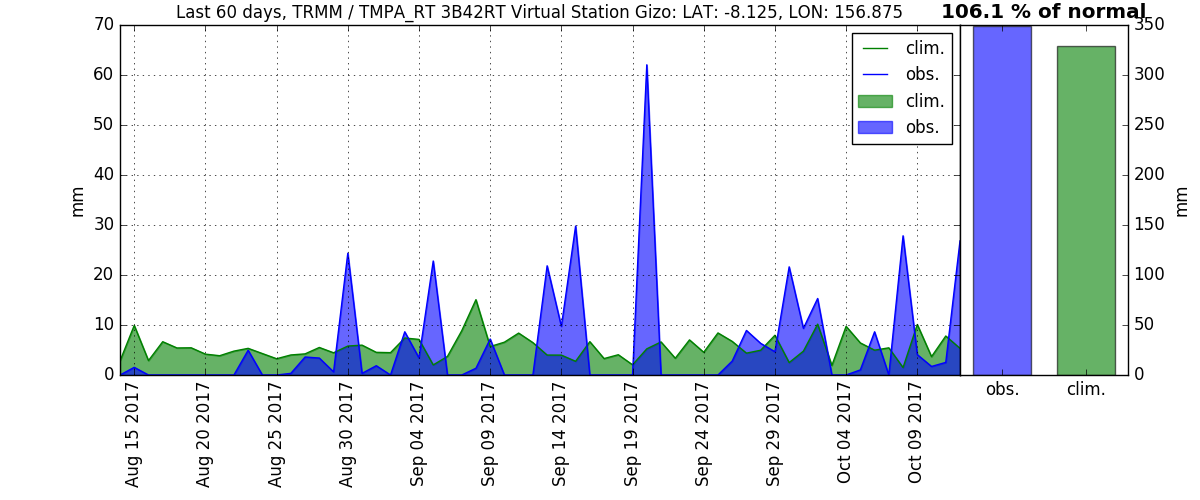 Last 60 days, TRMM / TMPA_RT 3B42RT Virtual Station Gizo: LAT: -8.125, LON: 156.875
106.1 % of normal
70
60
50
40
30
20
10
0
mm
clim.
obs.
clim.
obs.
Aug 15 2017
Aug 20 2017
Aug 25 2017
Aug 30 2017
Sep 04 2017
Sep 09 2017
Sep 14 2017
Sep 19 2017
Sep 24 2017
Sep 29 2017
Oct 04 2017
Oct 09 2017
350
300
250
200
150
100
50
0
mm
obs.
clim.